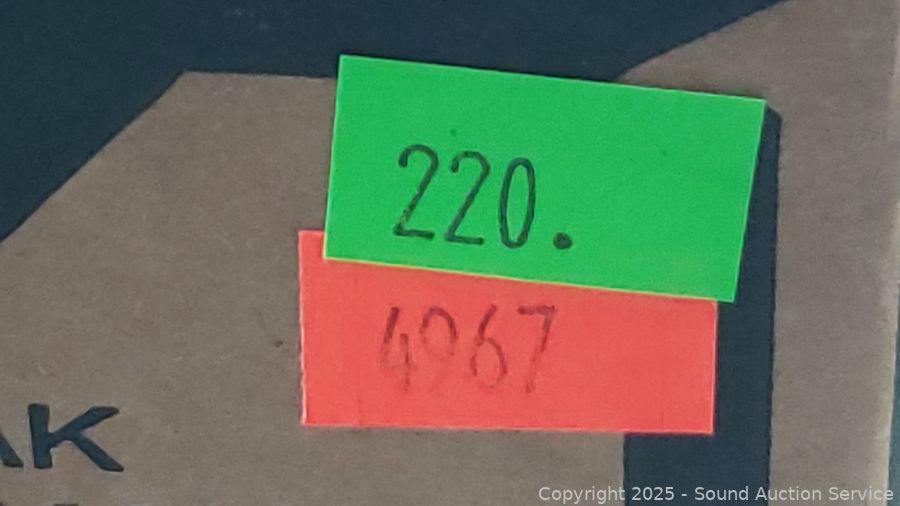 220.
4967
AK
Copyright 2025 - Sound Auction Service